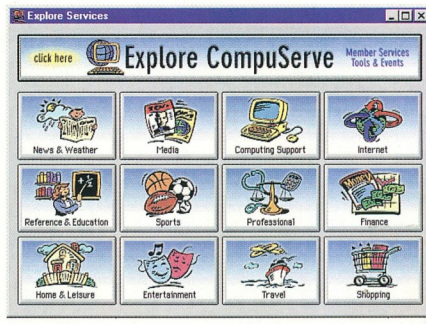 Explore Services
click here
Explore CompuServe
Member Services
Tools & Events
News & Weather
Media
Computing Support
Internet
Reference & Education
Sports
Professional
Finance
Home & Leisure
Entertainment
Travel
Shopping